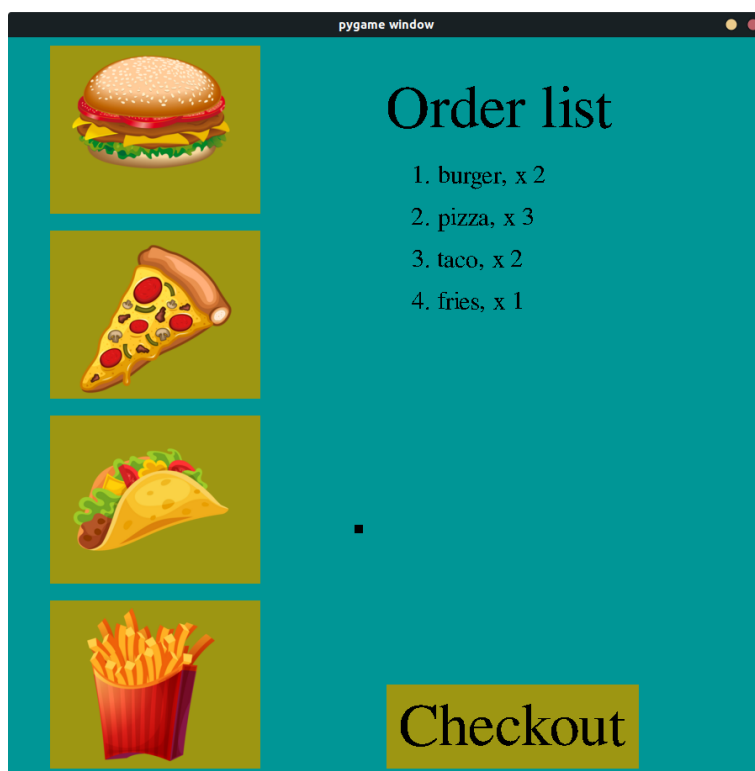 pygame window
Order list
1. burger, x 2
2. pizza, x 3
3. taco, x 2
4. fries, x 1
Checkout